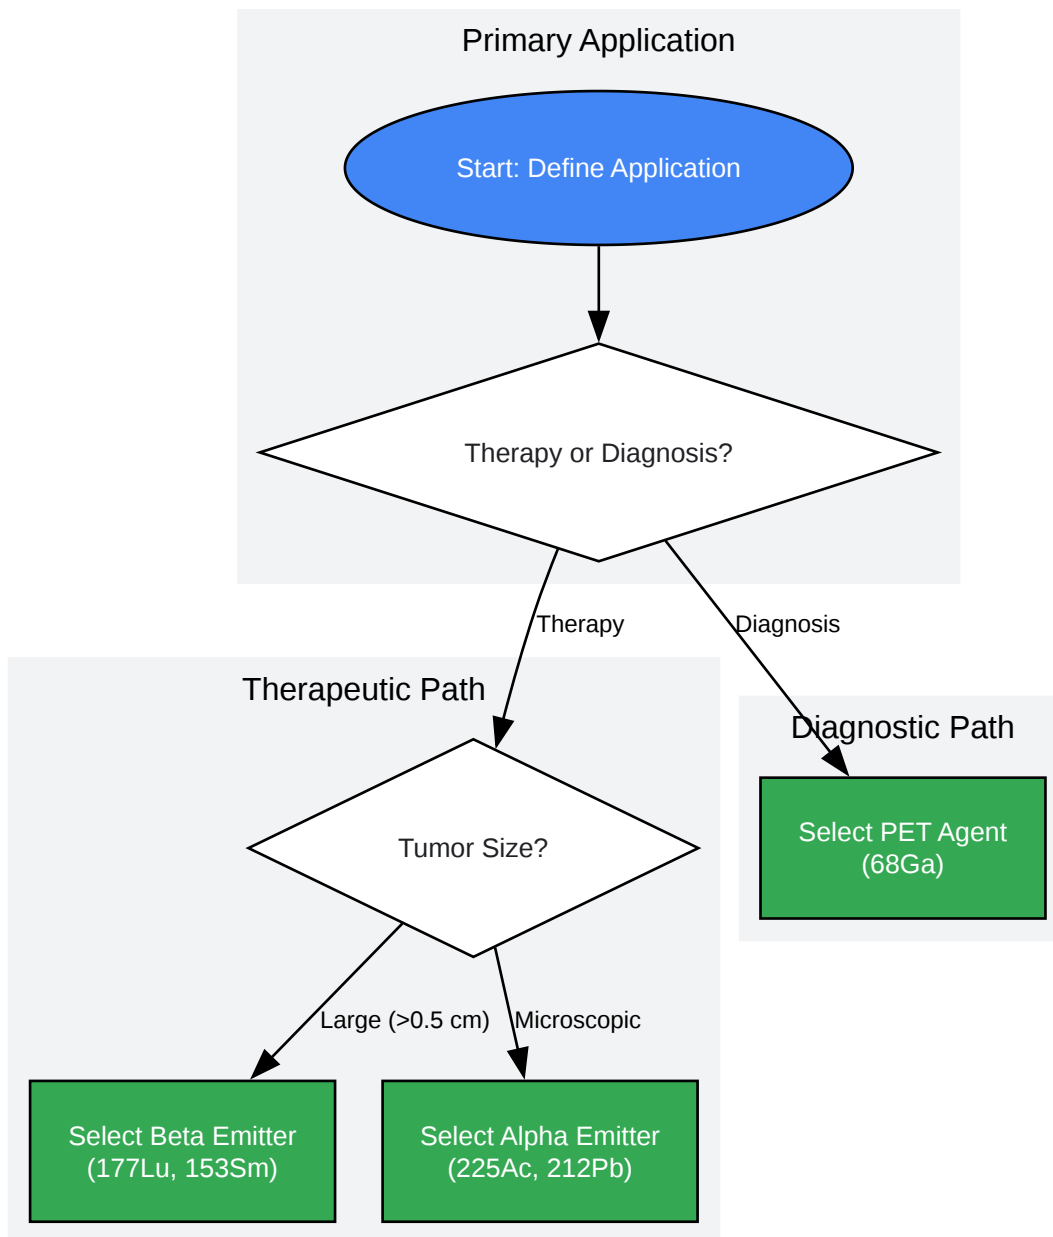 Primary Application
Start: Define Application
Therapy or Diagnosis?
Therapy
Diagnosis
Therapeutic Path
Diagnostic Path
Tumor Size?
Select PET Agent
(68Ga)
Large (>0.5 cm)
Microscopic
Select Beta Emitter
(177Lu, 153Sm)
Select Alpha Emitter
(225Ac, 212Pb)